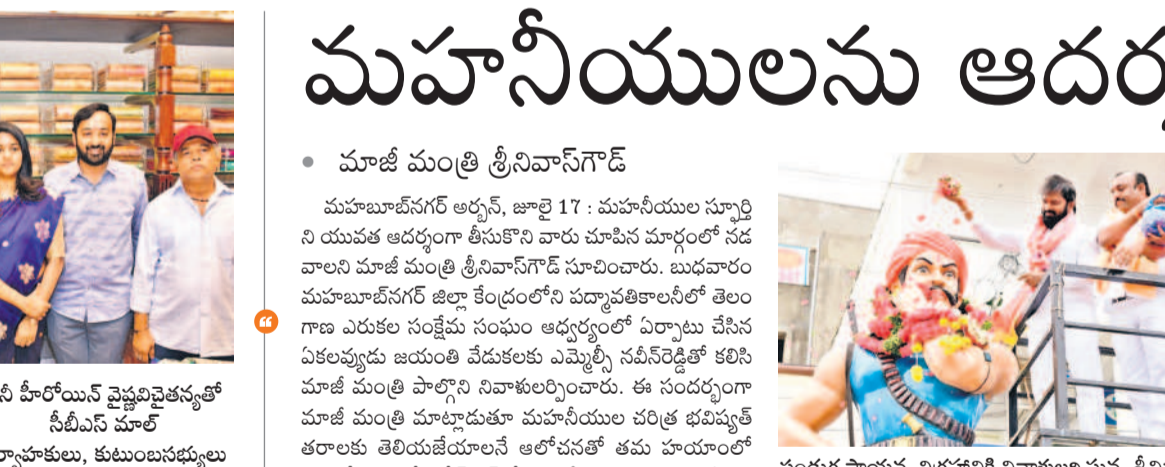 మహనీయులను
మాజీ మంత్రి శ్రీనివాస్‌గౌడ్
మహబూబ్‌నగర్ అర్బన్, జూలై 17 : మహనీయుల స్ఫూర్తి
ని యువత ఆదర్శంగా తీసుకొని వారు చూపిన మార్గంలో నడ
వాలని మాజీ మంత్రి శ్రీనివాస్‌గౌడ్ సూచించారు. బుధవారం
మహబూబ్‌నగర్ జిల్లా కేంద్రంలోని పద్మావతికాలనీలో తెలం
గాణ ఎరుకల సంక్షేమ సంఘం ఆధ్వర్యంలో ఏర్పాటు చేసిన
ఏకలవ్యుడు జయంతి వేడుకలకు ఎమ్మెల్సీ నవీన్‌రెడ్డితో కలిసి
మాజీ మంత్రి పాల్గొని నివాళులర్పించారు. ఈ సందర్భంగా
మాజీ మంత్రి మాట్లాడుతూ మహనీయుల చరిత్ర భవిష్యత్
తరాలకు తెలియజేయాలనే ఆలోచనతో తమ హయాంలో
హీరోయిన్ వైష్ణవిచైతన్యతో
సీబీఎస్ మాల్
కుటుంబసభ్యులు